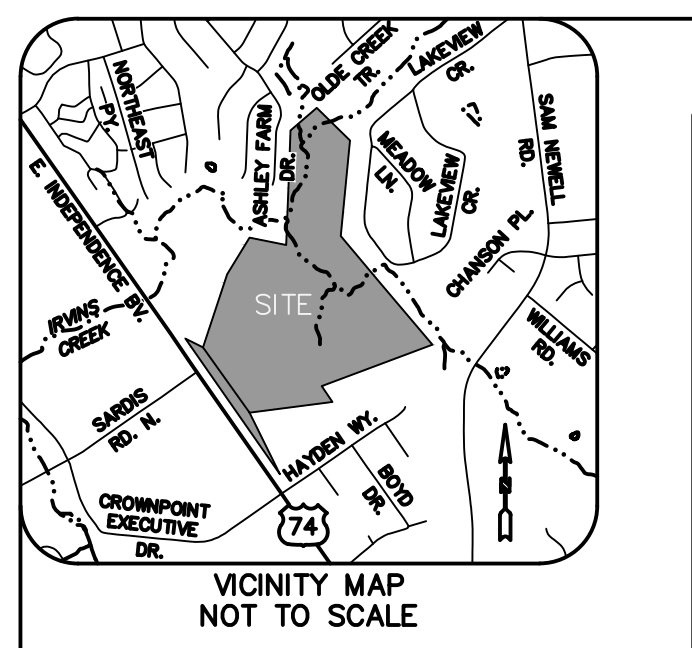 OLDE CREEK
TR.
LAKEVIEW
CR.
NORTHEAST
PY.
ASHLEY FARM
DR.
SAM NEWELL
RD.
MEADOW
LN.
LAKEVIEW
CR.
E. INDEPENDENCE BV.
CHANSON PL.
SITE
IRVINS
CREEK
WILLIAMS
RD.
SARDIS
RD. N.
HAYDEN WY.
BOYD
DR.
CROWNPOINT
EXECUTIVE
DR.
74
N
VICINITY MAP
NOT TO SCALE